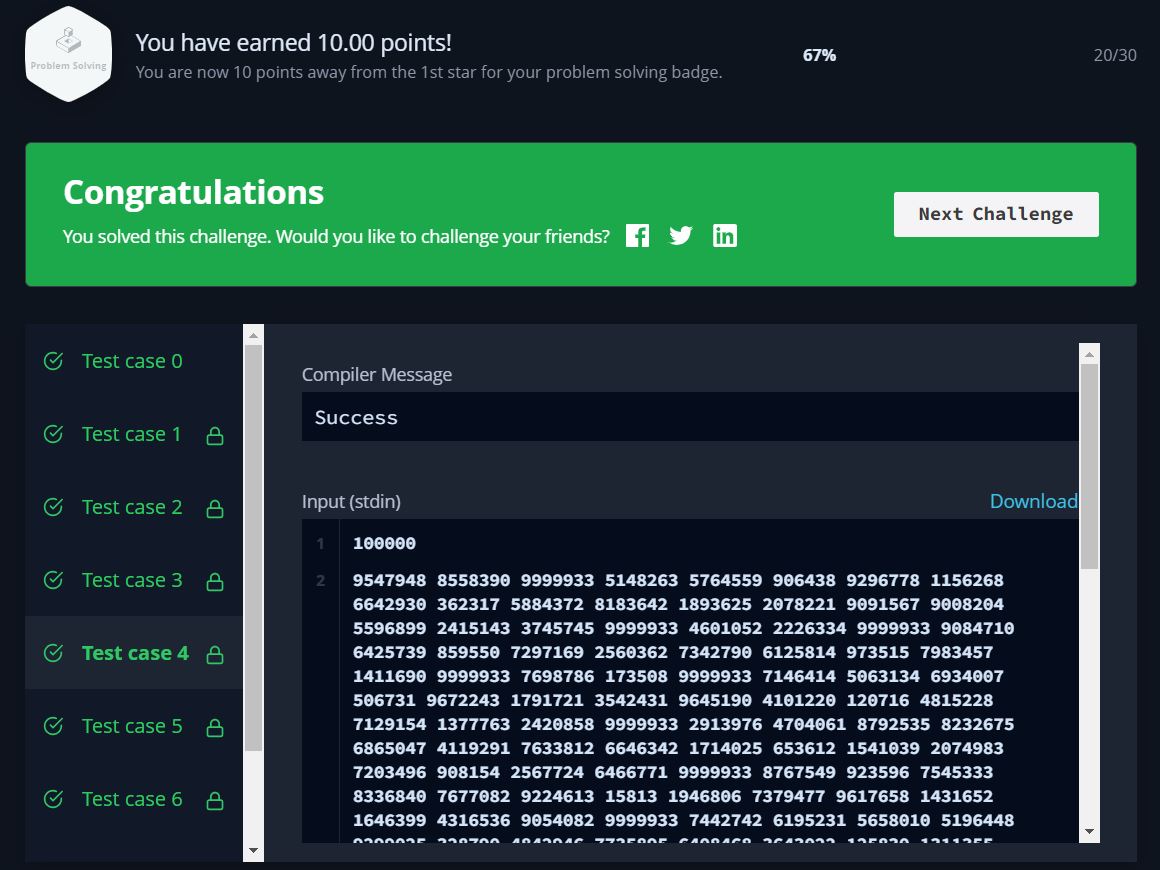 Problem Solving
You have earned 10.00 points!
You are now 10 points away from the 1st star for your problem solving badge.
67%
20/30
Congratulations
You solved this challenge. Would you like to challenge your friends?
Next Challenge
Test case 0
Test case 1
Test case 2
Test case 3
Test case 4
Test case 5
Test case 6
Compiler Message
Success
Input (stdin)
Download
1
100000
2
9547948 8558390 9999933 5148263 5764559 906438 9296778 1156268
6642930 362317 5884372 8183642 1893625 2078221 9091567 9008204
5596899 2415143 3745745 9999933 4601052 2226334 9999933 9084710
6425739 859550 7297169 2560362 7342790 6125814 973515 7983457
1411690 9999933 7698786 173508 9999933 7146414 5063134 6934007
506731 9672243 1791721 3542431 9645190 4101220 120716 4815228
7129154 1377763 2420858 9999933 2913976 4704061 8792535 8232675
6865047 4119291 7633812 6646342 1714025 653612 1541039 2074983
7203496 908154 2567724 6466771 9999933 8767549 923596 7545333
8336840 7677082 9224613 15813 1946806 7379477 9617658 1431652
1646399 4316536 9054082 9999933 7442742 6195231 5658010 5196448